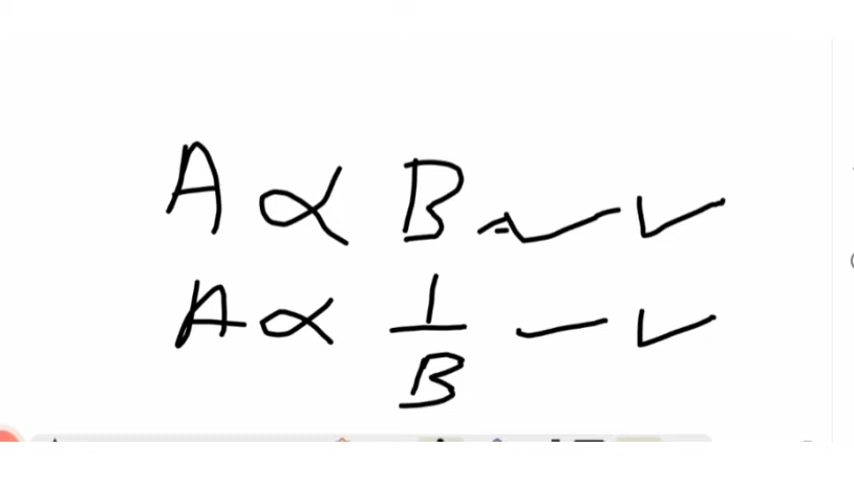 A ∝ B ✓ ✓
A ∝ 1/B — ✓